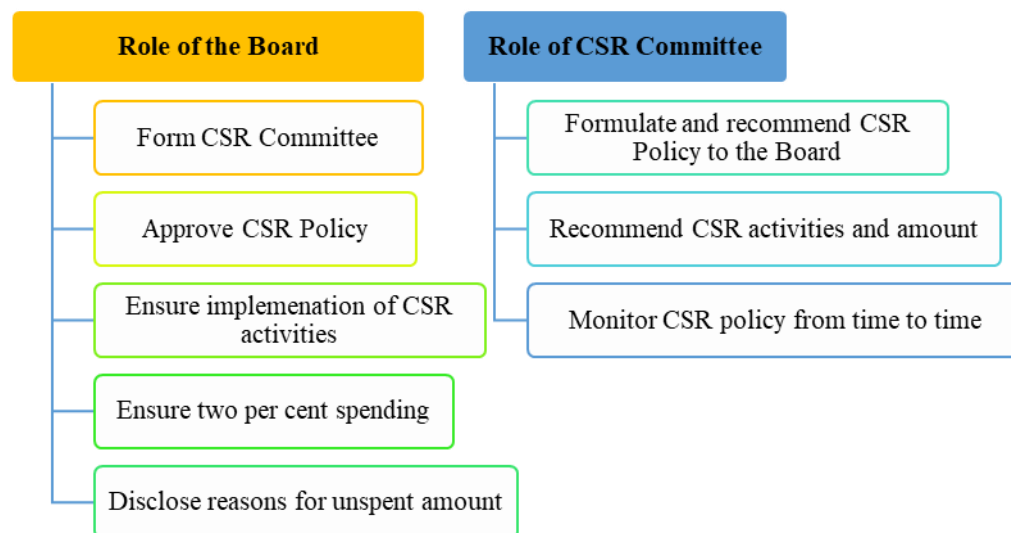 Role of the Board
Form CSR Committee
Approve CSR Policy
Ensure implemenation of CSR
activities
Ensure two per cent spending
Disclose reasons for unspent amount
Role of CSR Committee
Formulate and recommend CSR
Policy to the Board
Recommend CSR activities and amount
Monitor CSR policy from time to time